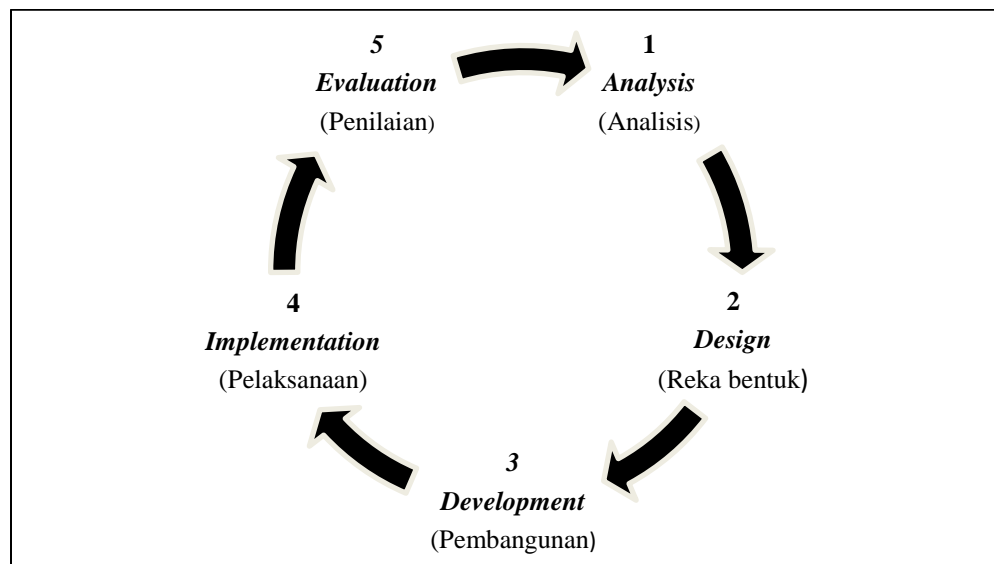 1
Analysis
(Analisis)
2
Design
(Reka bentuk)
3
Development
(Pembangunan)
4
Implementation
(Pelaksanaan)
5
Evaluation
(Penilaian)